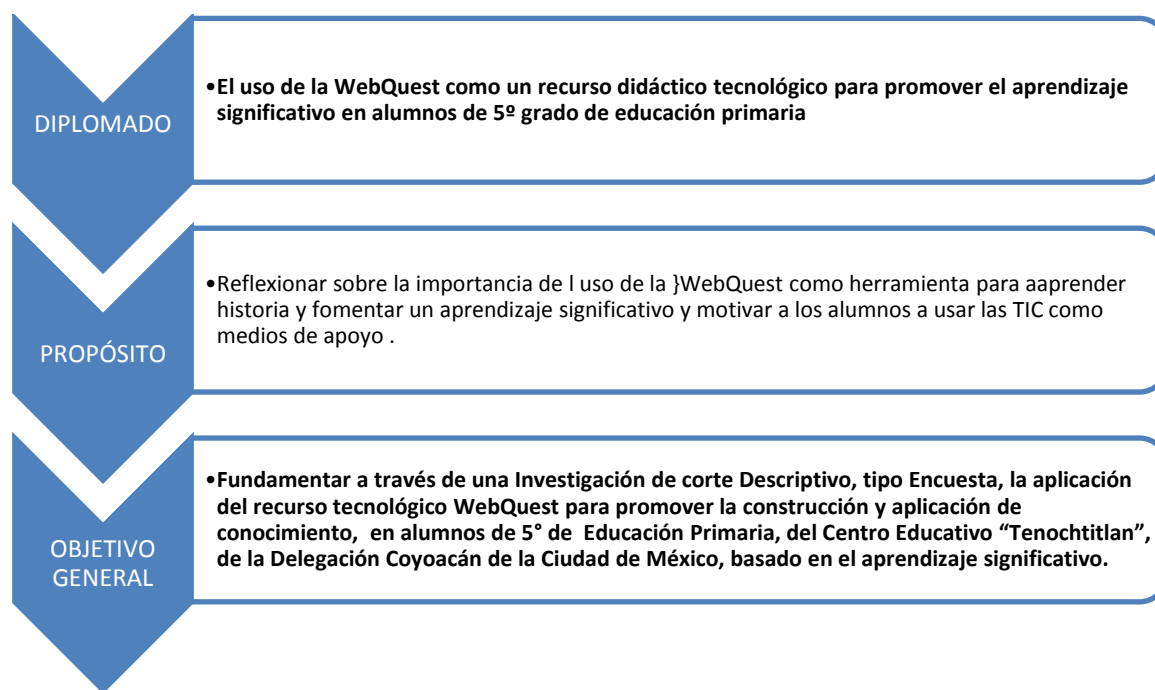 DIPLOMADO
•El uso de la WebQuest como un recurso didáctico tecnológico para promover el aprendizaje
significativo en alumnos de 5º grado de educación primaria
PROPÓSITO
•Reflexionar sobre la importancia de l uso de la }WebQuest como herramienta para aaprender
historia y fomentar un aprendizaje significativo y motivar a los alumnos a usar las TIC como
medios de apoyo .
OBJETIVO
GENERAL
•Fundamentar a través de una Investigación de corte Descriptivo, tipo Encuesta, la aplicación
del recurso tecnológico WebQuest para promover la construcción y aplicación de
conocimiento, en alumnos de 5° de Educación Primaria, del Centro Educativo “Tenochtitlan”,
de la Delegación Coyoacán de la Ciudad de México, basado en el aprendizaje significativo.